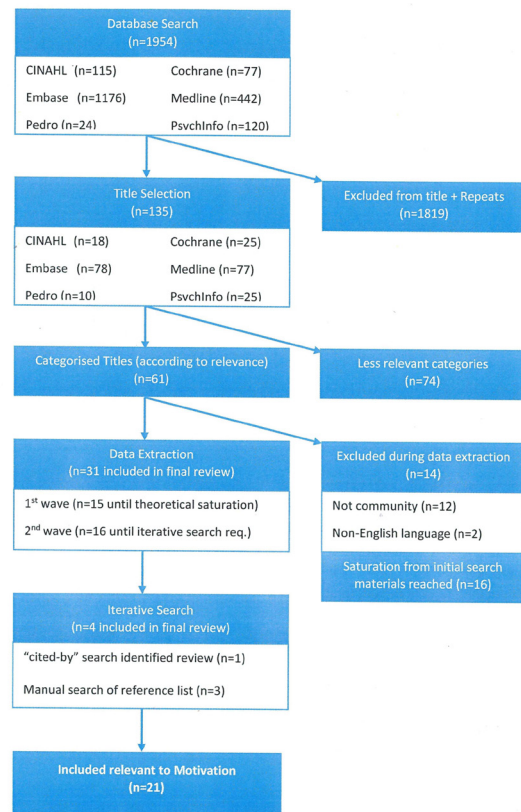 Database Search
(n=1954)
CINAHL (n=115) Cochrane (n=77)
Embase (n=1176) Medline (n=442)
Pedro (n=24) PsychInfo (n=120)
Title Selection
(n=135)
Excluded from title + Repeats
(n=1819)
CINAHL (n=18) Cochrane (n=25)
Embase (n=78) Medline (n=77)
Pedro (n=10) PsychInfo (n=25)
Categorised Titles (according to relevance)
(n=61)
Less relevant categories
(n=74)
Data Extraction
(n=31 included in final review)
1st wave (n=15 until theoretical saturation)
2nd wave (n=16 until iterative search req.)
Excluded during data extraction
(n=14)
Not community (n=12)
Non-English language (n=2)
Saturation from initial search
materials reached (n=16)
Iterative Search
(n=4 included in final review)
“cited-by” search identified review (n=1)
Manual search of reference list (n=3)
Included relevant to Motivation
(n=21)